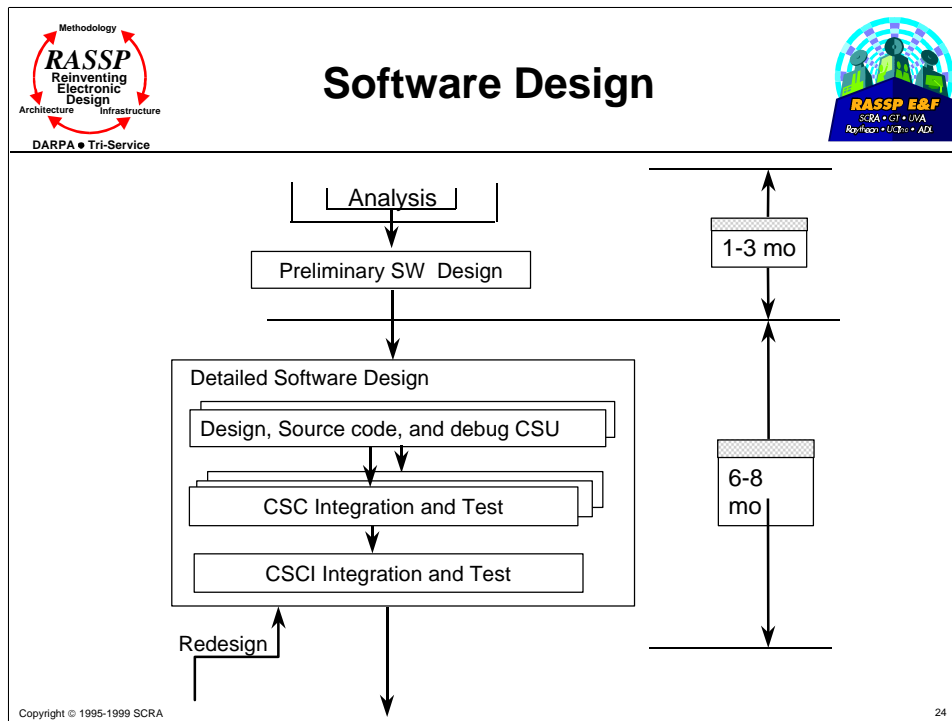 Methodology
RASSP
Reinventing
Electronic
Design
Architecture Infrastructure
DARPA ● Tri-Service
Software Design
RASSP E&F
SCRA • GT • UVA
Raytheon • UCinc • ADL
Analysis
1-3 mo
Preliminary SW Design
Detailed Software Design
Design, Source code, and debug CSU
6-8
mo
CSC Integration and Test
CSCI Integration and Test
Redesign
Copyright © 1995-1999 SCRA
24